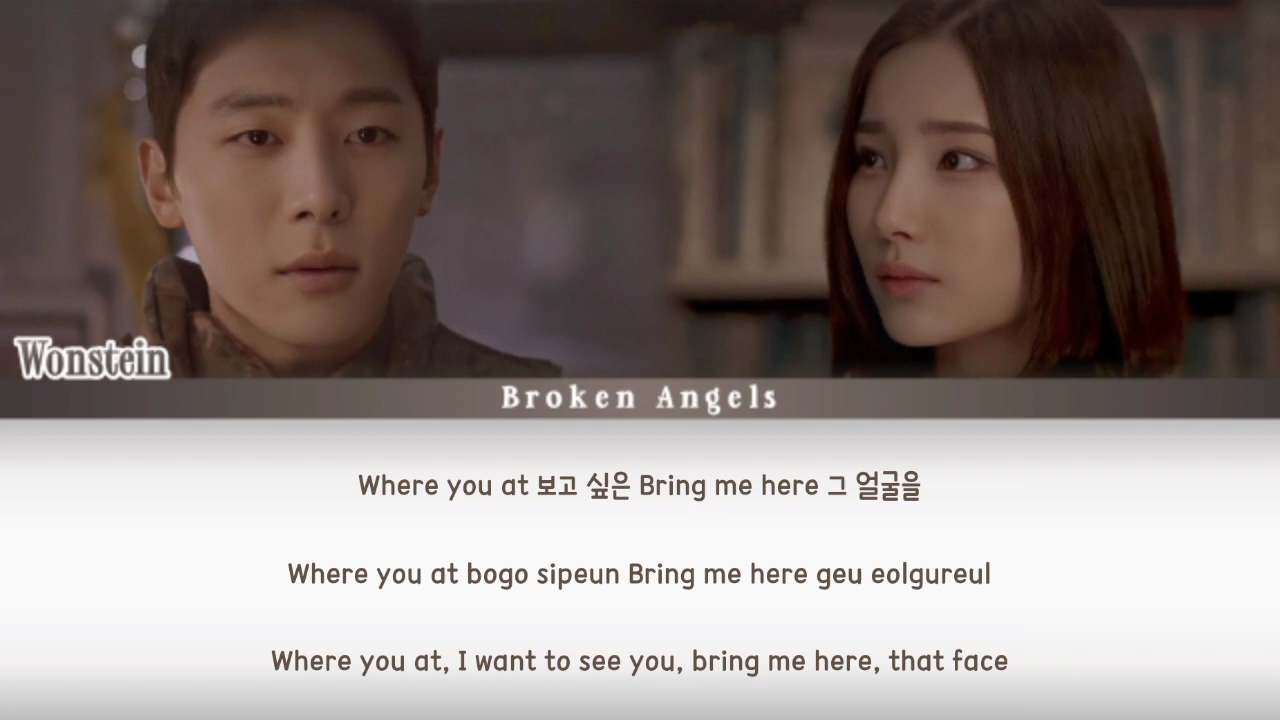 Wonstein
Broken Angels
Where you at 보고 싶은 Bring me here 그 얼굴을
Where you at bogo sipeun Bring me here geu eolgureul
Where you at, I want to see you, bring me here, that face